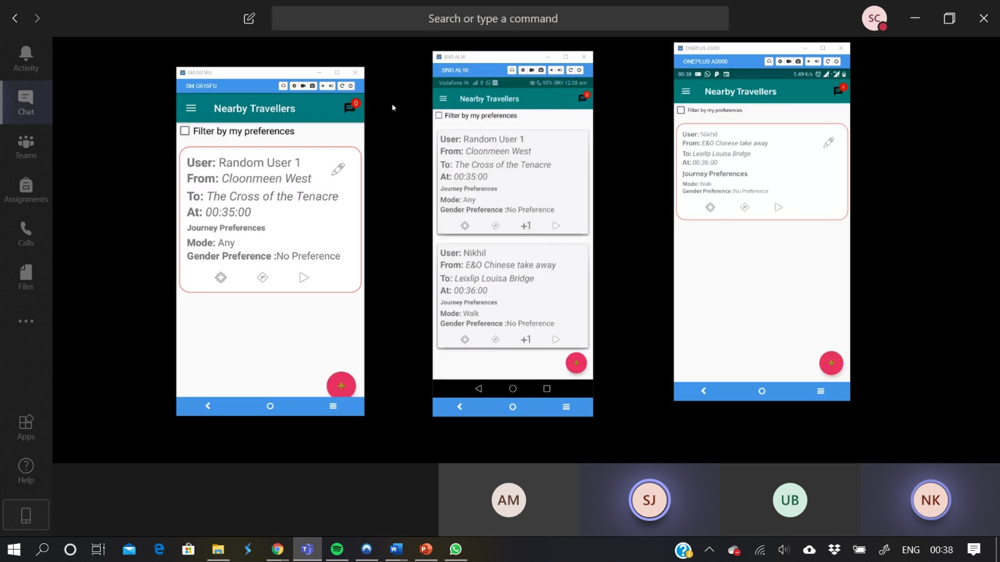 Search or type a command
SC
Activity
Chat
Teams
Assignments
Calls
Files
Apps
Help
SM G615FU
SM G615FU
Nearby Travellers
0
Filter by my preferences
User: Random User 1
From: Cloonmeen West
To: The Cross of the Tenacre
At: 00:35:00
Journey Preferences
Mode: Any
Gender Preference :No Preference
+
BND AL10
BND AL10
Vodafone IN
95%
12:38 am
Nearby Travellers
0
Filter by my preferences
User: Random User 1
From: Cloonmeen West
To: The Cross of the Tenacre
At: 00:35:00
Journey Preferences
Mode: Any
Gender Preference :No Preference
+1
User: Nikhil
From: E&O Chinese take away
To: Leixlip Louisa Bridge
At: 00:36:00
Journey Preferences
Mode: Walk
Gender Preference :No Preference
+1
+
ONEPLUS A5000
ONEPLUS A5000
00:38
5.49 K/s
Nearby Travellers
0
Filter by my preferences
User: Nikhil
From: E&O Chinese take away
To: Leixlip Louisa Bridge
At: 00:36:00
Journey Preferences
Mode: Walk
Gender Preference :No Preference
+
AM
SJ
UB
NK
ENG
00:38